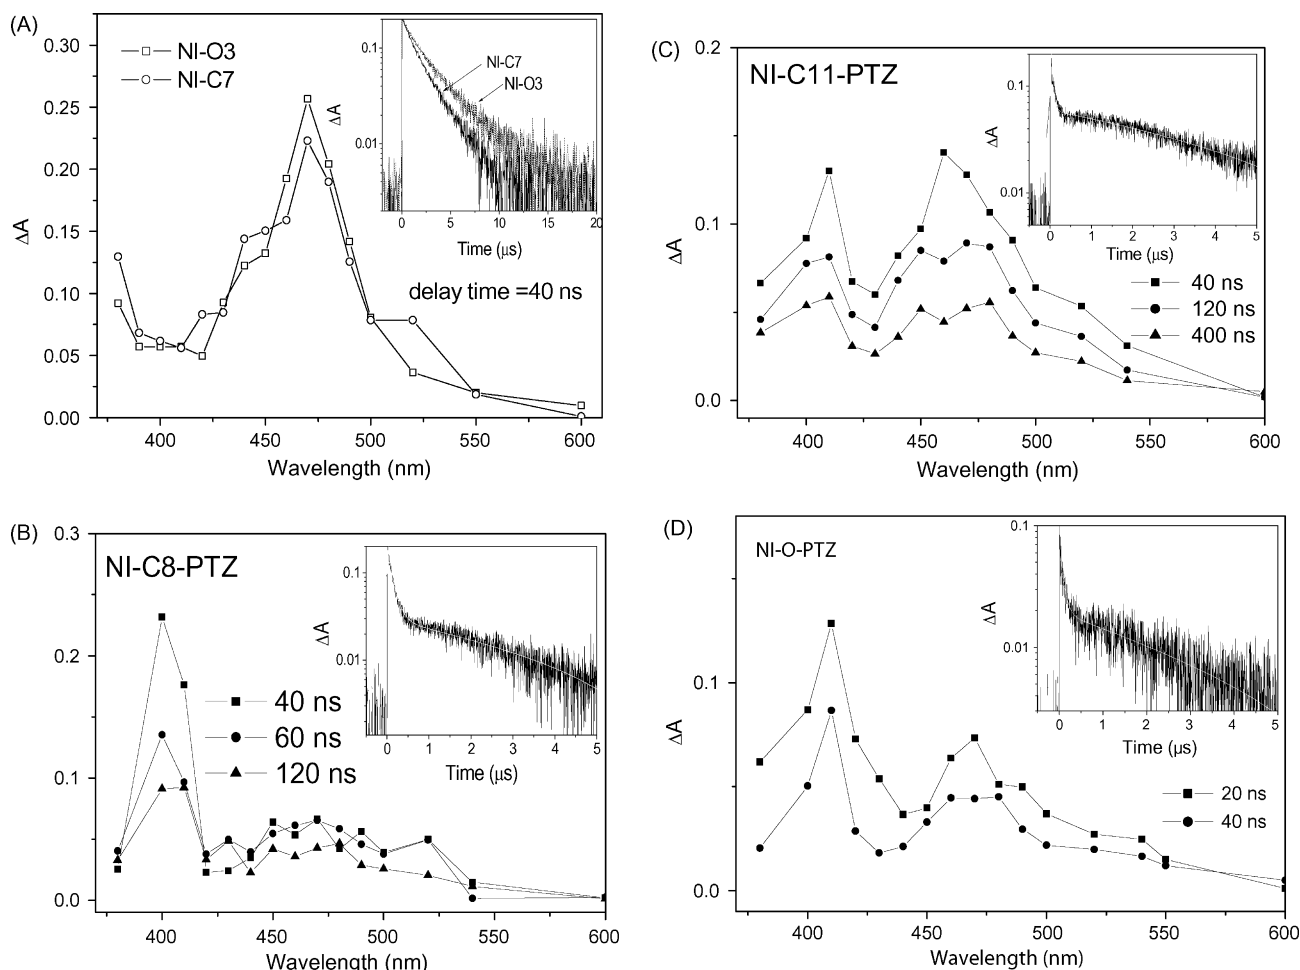 (A)
NI-O3
NI-C7
0.30
0.25
0.20
0.15
0.10
0.05
0.00
ΔA
400
450
500
550
600
Wavelength (nm)
delay time =40 ns
0.1
0.01
ΔA
NI-C7
NI-O3
0
5
10
15
20
Time (µs)
(C)
NI-C11-PTZ
0.2
0.1
0.0
ΔA
400
450
500
550
600
Wavelength (nm)
40 ns
120 ns
400 ns
0.1
0.01
ΔA
0
1
2
3
4
5
Time (µs)
(B)
NI-C8-PTZ
0.3
0.2
0.1
0.0
ΔA
40 ns
60 ns
120 ns
400
450
500
550
600
Wavelength (nm)
0.1
0.01
ΔA
0
1
2
3
4
5
Time (µs)
(D)
NI-O-PTZ
0.1
0.0
ΔA
20 ns
40 ns
400
450
500
550
600
Wavelength (nm)
0.1
0.01
ΔA
0
1
2
3
4
5
Time (µs)